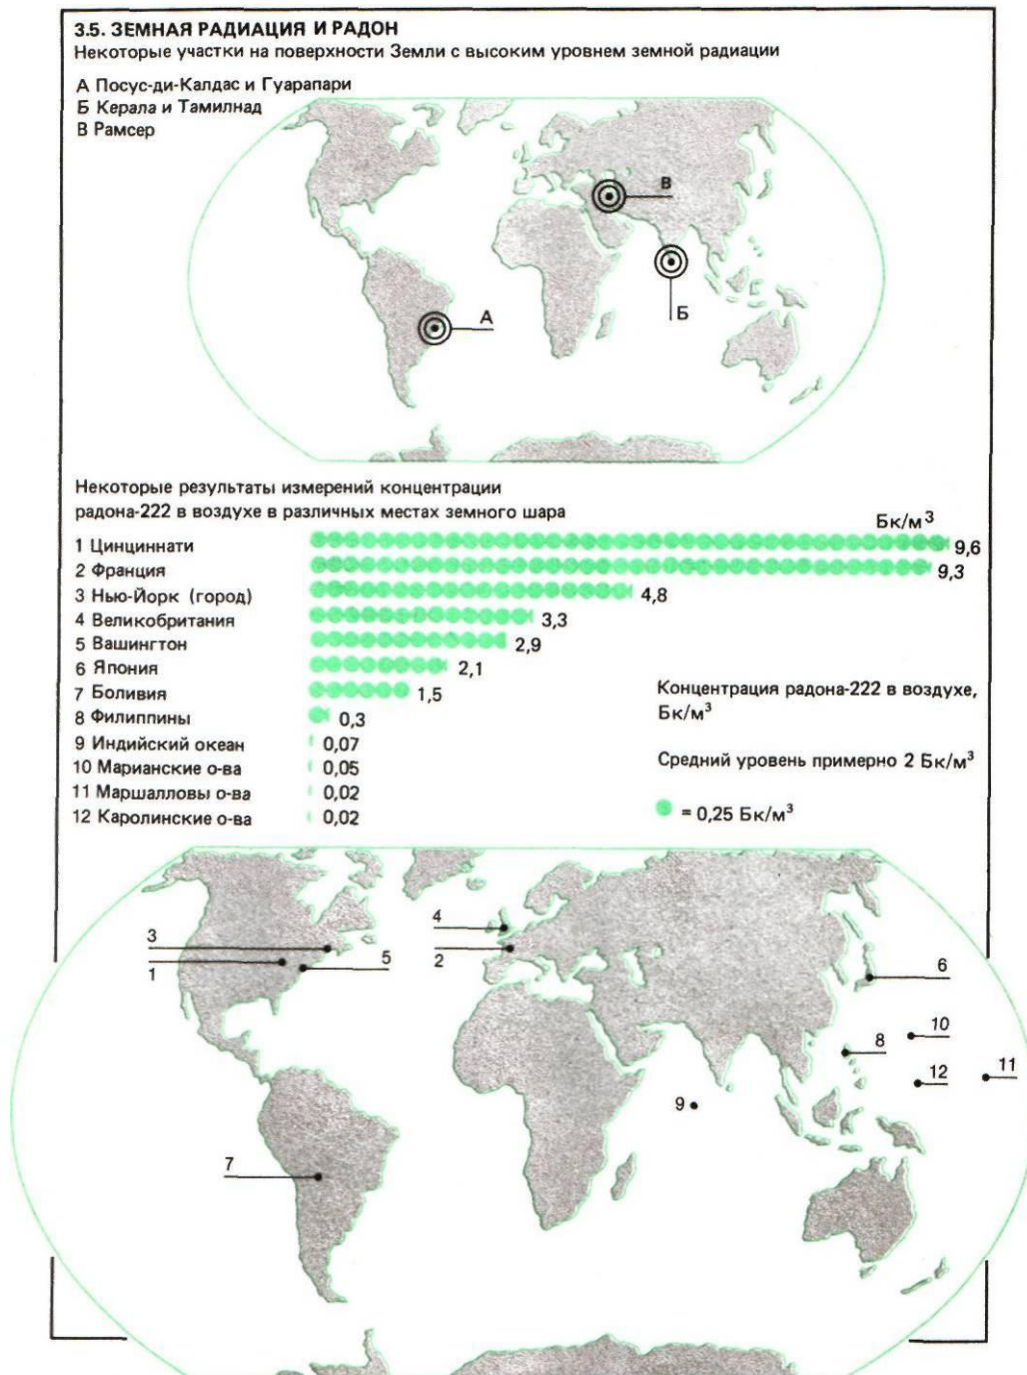 3.5. ЗЕМНАЯ РАДИАЦИЯ И РАДОН
Некоторые участки на поверхности Земли с высоким уровнем земной радиации
А Посус-ди-Калдас и Гуарапари
Б Керала и Тамилнад
В Рамсер
В
Б
А
Некоторые результаты измерений концентрации
радона-222 в воздухе в различных местах земного шара
Бк/м³
1 Цинциннати 9,6
2 Франция 9,3
3 Нью-Йорк (город) 4,8
4 Великобритания 3,3
5 Вашингтон 2,9
6 Япония 2,1
7 Боливия 1,5
8 Филиппины 0,3
9 Индийский океан 0,07
10 Марианские о-ва 0,05
11 Маршалловы о-ва 0,02
12 Каролинские о-ва 0,02
Концентрация радона-222 в воздухе,
Бк/м³
Средний уровень примерно 2 Бк/м³
= 0,25 Бк/м³
4
3
2
5
1
6
10
8
11
12
9
7